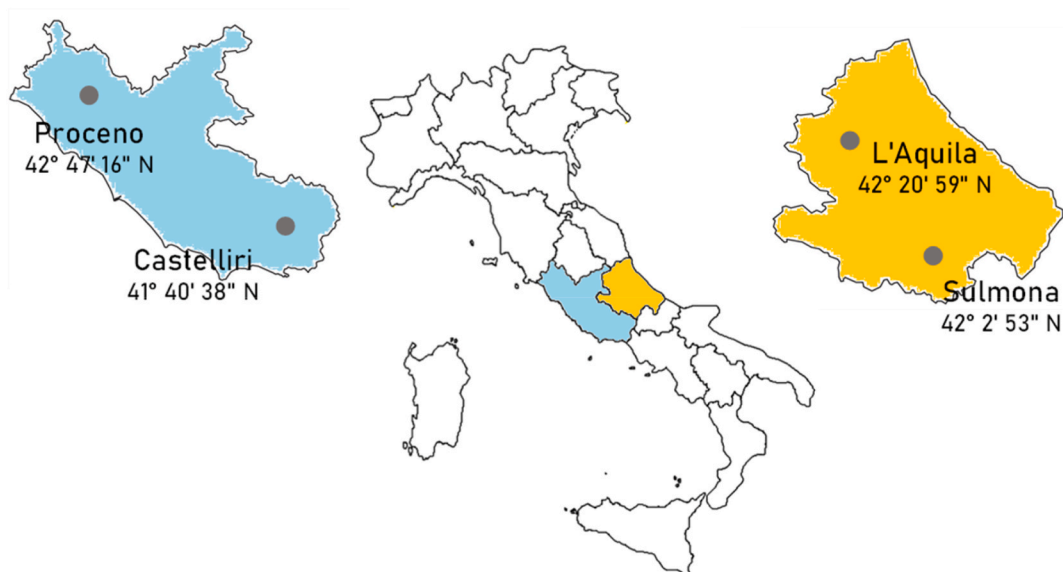 Proceno
42° 47' 16" N
Castelliri
41° 40' 38" N
L'Aquila
42° 20' 59" N
Sulmona
42° 2' 53" N